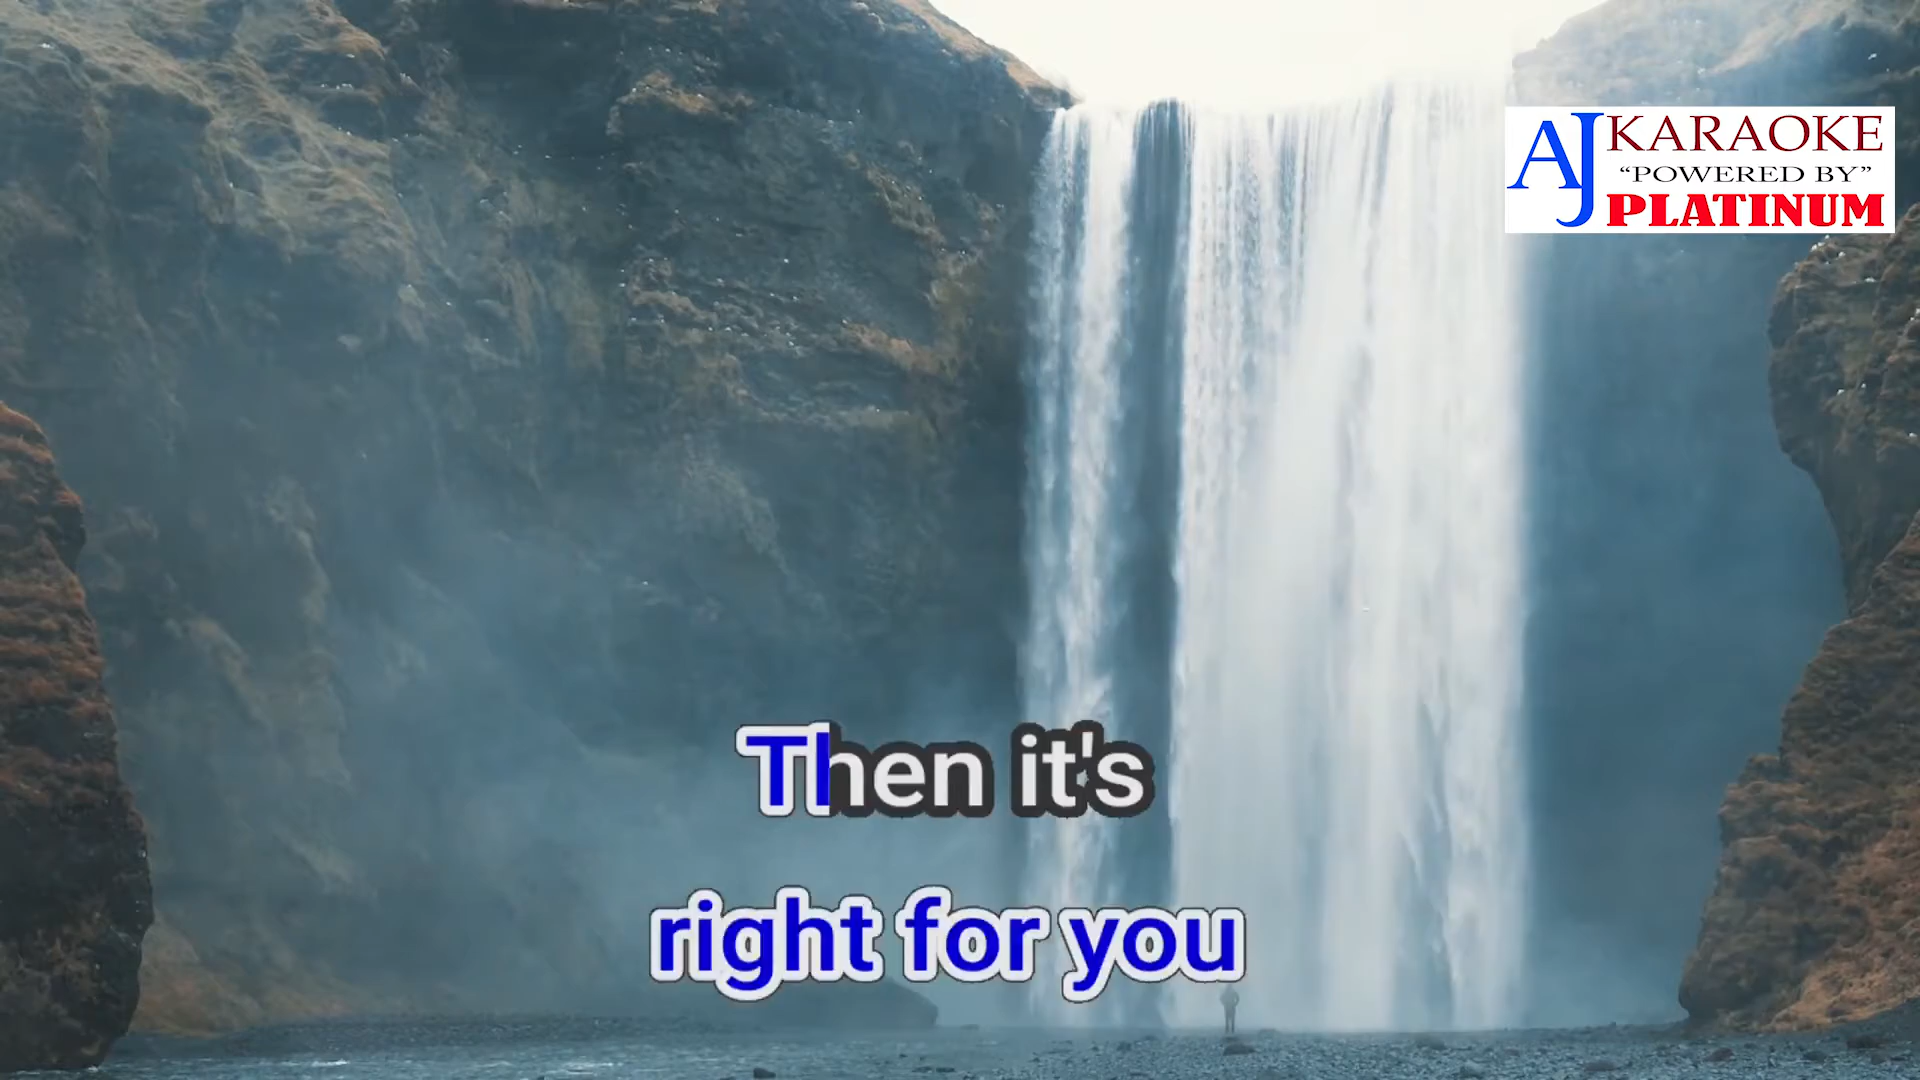 AJ KARAOKE
"POWERED BY"
PLATINUM
Then it's
right for you